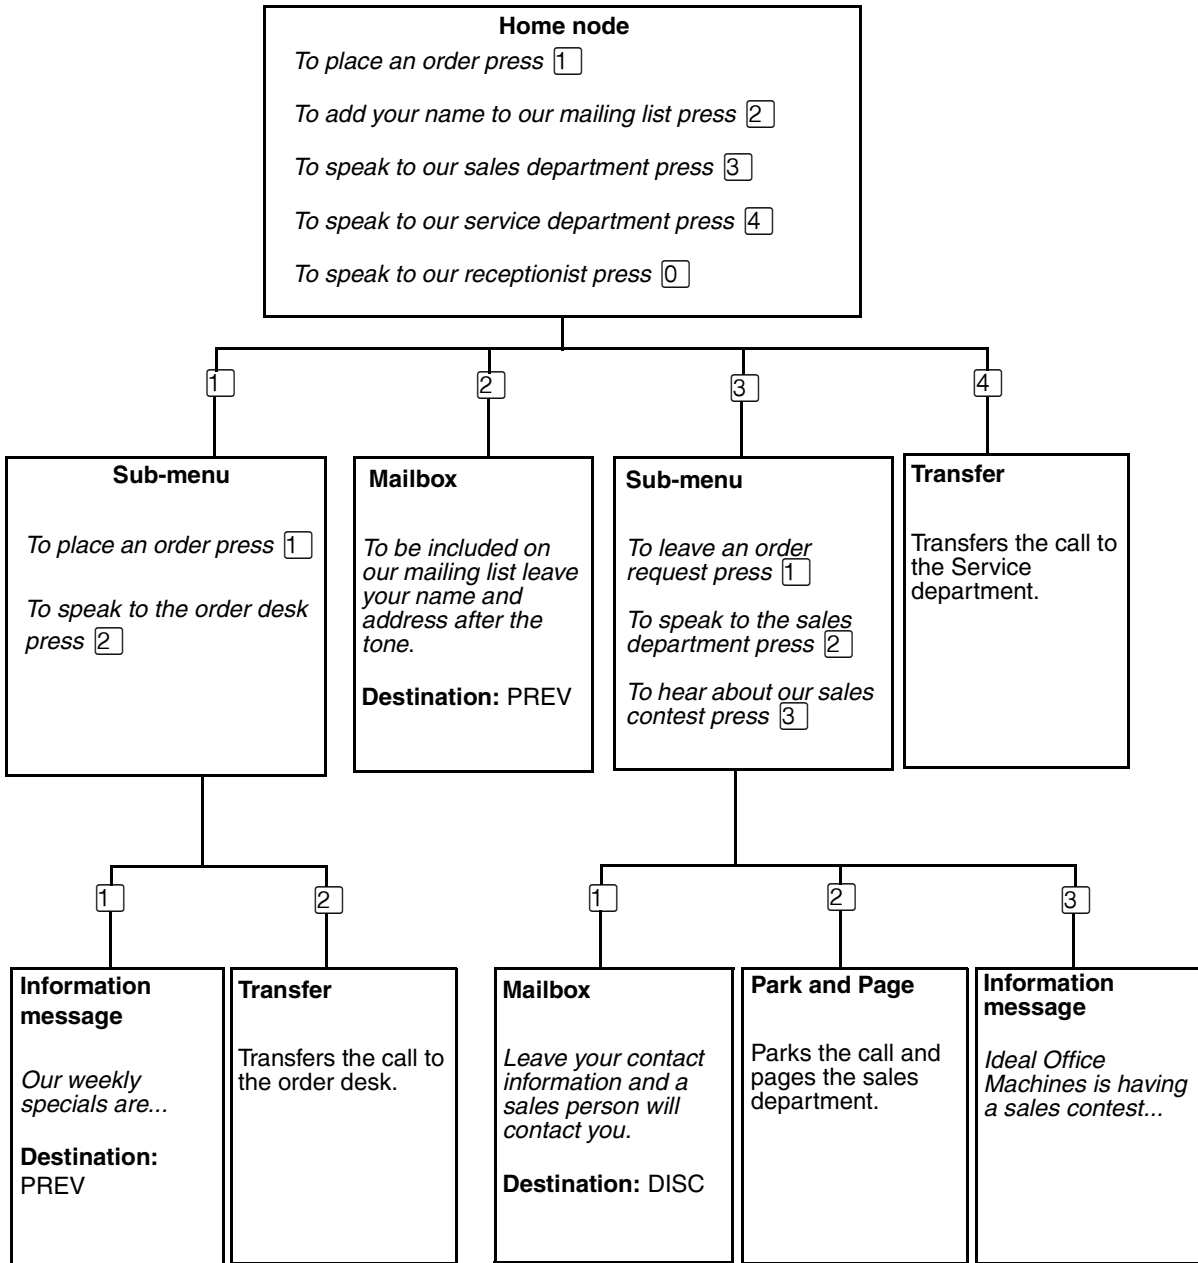 Home node
To place an order press 1
To add your name to our mailing list press 2
To speak to our sales department press 3
To speak to our service department press 4
To speak to our receptionist press 0
1
2
3
4
Sub-menu
To place an order press 1
To speak to the order desk
press 2
Mailbox
To be included on
our mailing list leave
your name and
address after the
tone.
Destination: PREV
Sub-menu
To leave an order
request press 1
To speak to the sales
department press 2
To hear about our sales
contest press 3
Transfer
Transfers the call to
the Service
department.
1
2
1
2
3
Information
message
Our weekly
specials are...
Destination:
PREV
Transfer
Transfers the call to
the order desk.
Mailbox
Leave your contact
information and a
sales person will
contact you.
Destination: DISC
Park and Page
Parks the call and
pages the sales
department.
Information
message
Ideal Office
Machines is having
a sales contest...